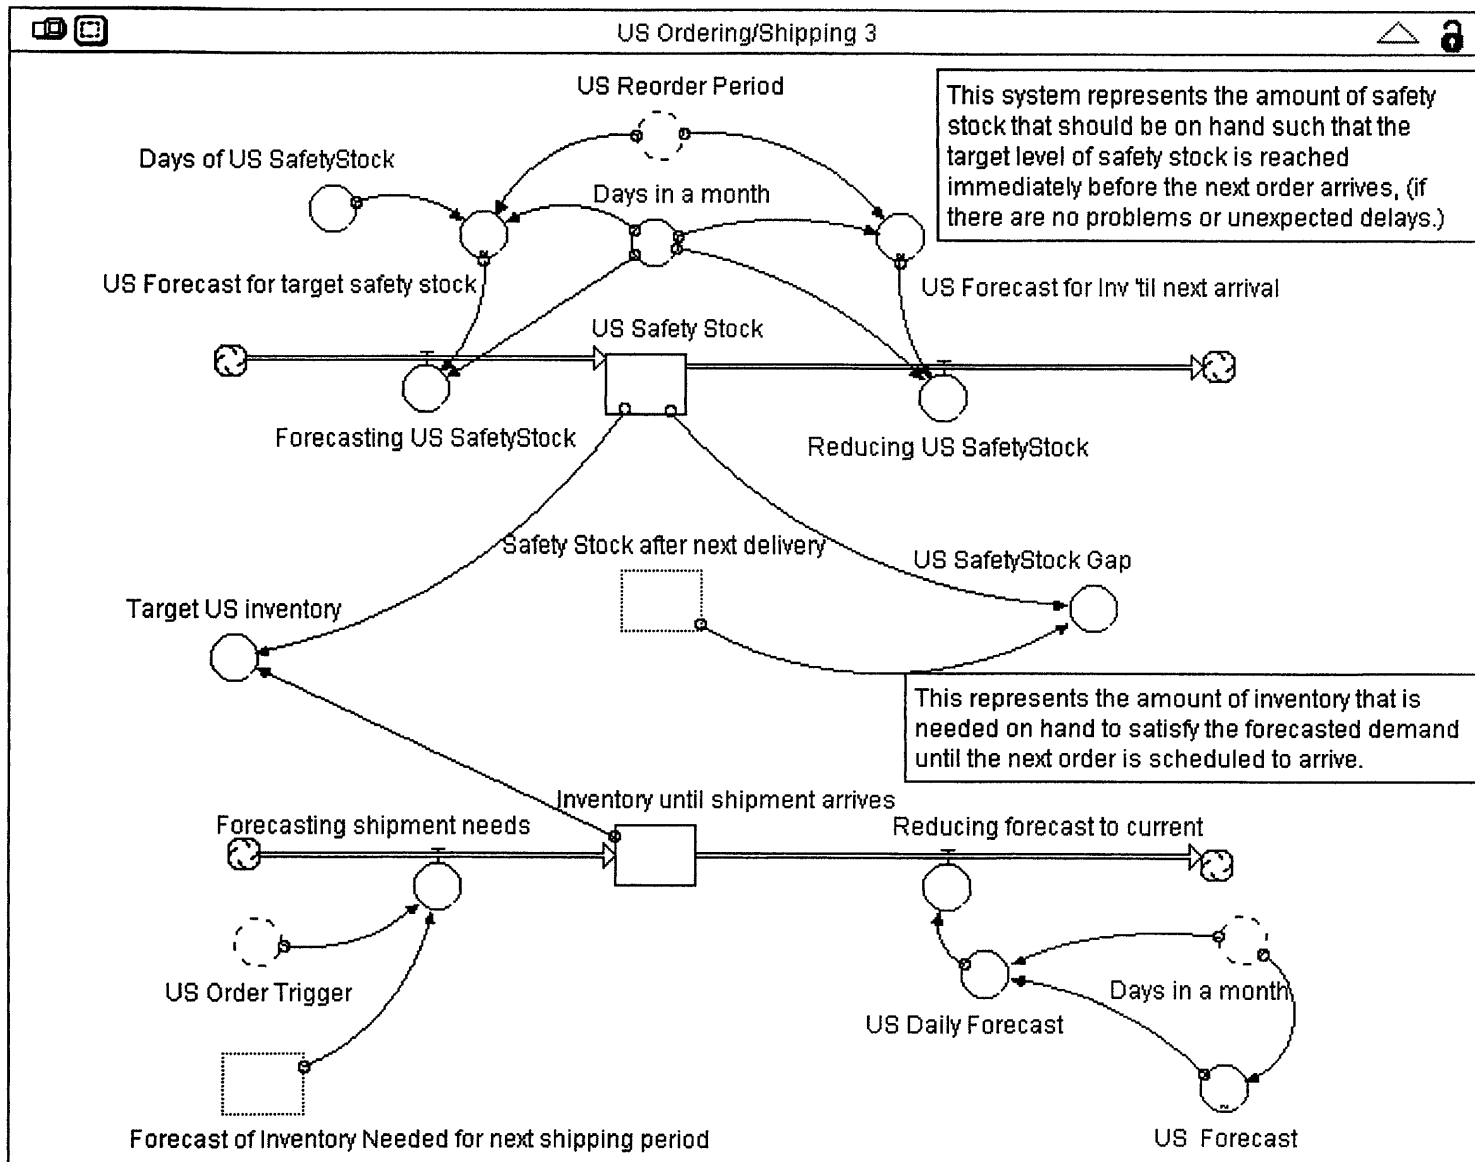 US Ordering/Shipping 3
US Reorder Period
This system represents the amount of safety
stock that should be on hand such that the
target level of safety stock is reached
immediately before the next order arrives, (if
there are no problems or unexpected delays.)
Days of US SafetyStock
Days in a month
US Forecast for target safety stock
US Forecast for Inv 'til next arrival
US Safety Stock
Forecasting US SafetyStock
Reducing US SafetyStock
Safety Stock after next delivery
US SafetyStock Gap
Target US inventory
This represents the amount of inventory that is
needed on hand to satisfy the forecasted demand
until the next order is scheduled to arrive.
Inventory until shipment arrives
Forecasting shipment needs
Reducing forecast to current
US Order Trigger
Days in a month
US Daily Forecast
Forecast of Inventory Needed for next shipping period
US Forecast